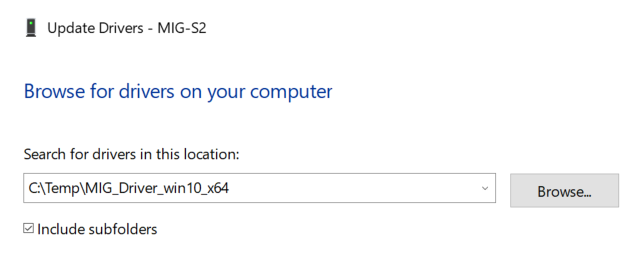 Update Drivers - MIG-S2
Browse for drivers on your computer
Search for drivers in this location:
C:\Temp\MIG_Driver_win10_x64
Browse...
Include subfolders